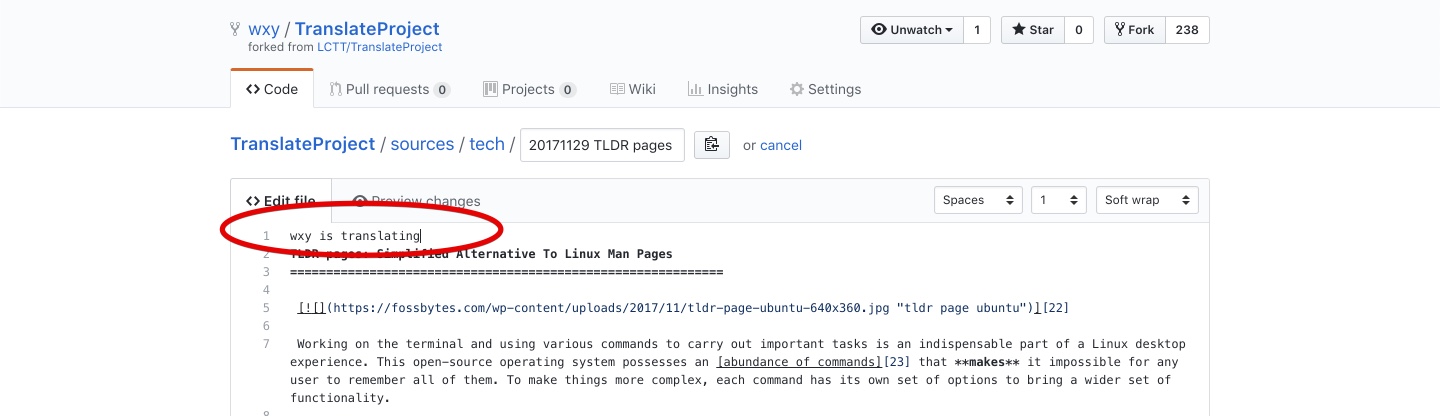 wxy / TranslateProject
forked from LCTT/TranslateProject
Unwatch 1 Star 0 Fork 238
Code Pull requests 0 Projects 0 Wiki Insights Settings
TranslateProject / sources / tech / 20171129 TLDR pages or cancel
Edit file Preview changes Spaces 1 Soft wrap
1 wxy is translating
2 TLDR pages: Simplified Alternative To Linux Man Pages
3 ============================================================
4
5 [![](https://fossbytes.com/wp-content/uploads/2017/11/tldr-page-ubuntu-640x360.jpg "tldr page ubuntu")][22]
6
7 Working on the terminal and using various commands to carry out important tasks is an indispensable part of a Linux desktop
experience. This open-source operating system possesses an [abundance of commands][23] that **makes** it impossible for any
user to remember all of them. To make things more complex, each command has its own set of options to bring a wider set of
functionality.
8